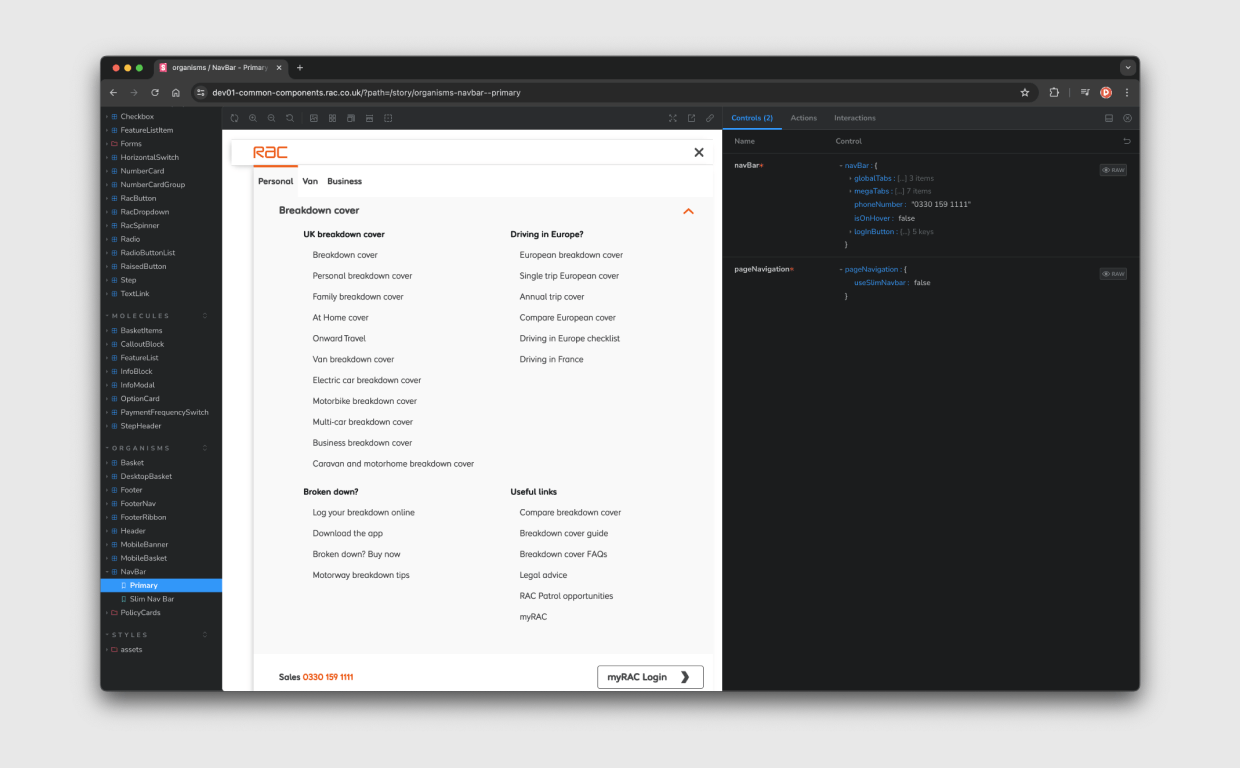 organisms / NavBar - Primary
dev01-common-components.rac.co.uk/?path=/story/organisms-navbar--primary
Checkbox
FeatureListItem
Forms
HorizontalSwitch
NumberCard
NumberCardGroup
RacButton
RacDropdown
RacSpinner
Radio
RadioButtonList
RaisedButton
Step
TextLink
MOLECULES
BasketItems
CalloutBlock
FeatureList
InfoBlock
InfoModal
OptionCard
PaymentFrequencySwitch
StepHeader
ORGANISMS
Basket
DesktopBasket
Footer
FooterNav
FooterRibbon
Header
MobileBanner
MobileBasket
NavBar
Primary
Slim Nav Bar
PolicyCards
STYLES
assets
RAC
Personal Van Business
Breakdown cover
UK breakdown cover
Breakdown cover
Personal breakdown cover
Family breakdown cover
At Home cover
Onward Travel
Van breakdown cover
Electric car breakdown cover
Motorbike breakdown cover
Multi-car breakdown cover
Business breakdown cover
Caravan and motorhome breakdown cover
Driving in Europe?
European breakdown cover
Single trip European cover
Annual trip cover
Compare European cover
Driving in Europe checklist
Driving in France
Broken down?
Log your breakdown online
Download the app
Broken down? Buy now
Motorway breakdown tips
Useful links
Compare breakdown cover
Breakdown cover guide
Breakdown cover FAQs
Legal advice
RAC Patrol opportunities
myRAC
Sales 0330 159 1111
myRAC Login
Controls (2) Actions Interactions
Name Control
navBar*
navBar : {
globalTabs : [...] 3 items
megaTabs : [...] 7 items
phoneNumber : "0330 159 1111"
isOnHover : false
logInButton : {...} 5 keys
}
RAW
pageNavigation*
pageNavigation : {
useSlimNavbar : false
}
RAW